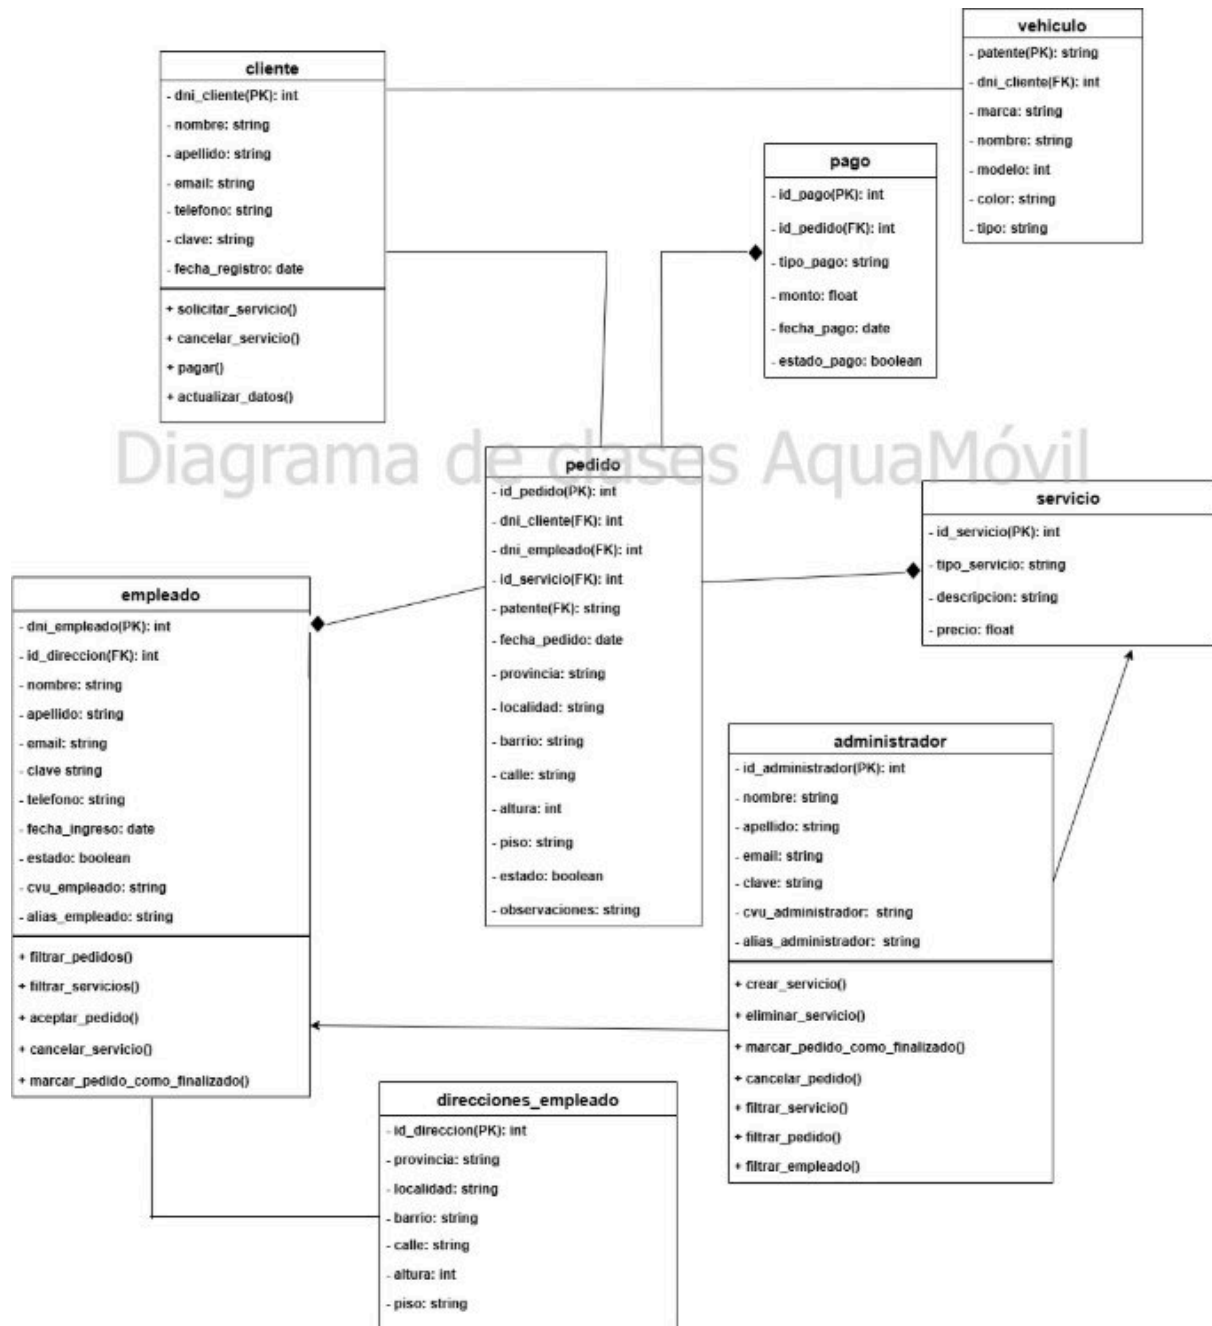 vehiculo
- patente(PK): string
- dni_cliente(FK): int
- marca: string
- nombre: string
- modelo: int
- color: string
- tipo: string
cliente
- dni_cliente(PK): int
- nombre: string
- apellido: string
- email: string
- telefono: string
- clave: string
- fecha_registro: date
+ solicitar_servicio()
+ cancelar_servicio()
+ pagar()
+ actualizar_datos()
pago
- id_pago(PK): int
- id_pedido(FK): int
- tipo_pago: string
- monto: float
- fecha_pago: date
- estado_pago: boolean
Diagrama de clases AquaMóvil
pedido
- id_pedido(PK): int
- dni_cliente(FK): int
- dni_empleado(FK): int
- id_servicio(FK): int
- patente(FK): string
- fecha_pedido: date
- provincia: string
- localidad: string
- barrio: string
- calle: string
- altura: int
- piso: string
- estado: boolean
- observaciones: string
servicio
- id_servicio(PK): int
- tipo_servicio: string
- descripcion: string
- precio: float
empleado
- dni_empleado(PK): int
- id_direccion(FK): int
- nombre: string
- apellido: string
- email: string
- clave string
- telefono: string
- fecha_ingreso: date
- estado: boolean
- cvu_empleado: string
- alias_empleado: string
+ filtrar_pedidos()
+ filtrar_servicios()
+ aceptar_pedido()
+ cancelar_servicio()
+ marcar_pedido_como_finalizado()
administrador
- id_administrador(PK): int
- nombre: string
- apellido: string
- email: string
- clave: string
- cvu_administrador: string
- alias_administrador: string
+ crear_servicio()
+ eliminar_servicio()
+ marcar_pedido_como_finalizado()
+ cancelar_pedido()
+ filtrar_servicio()
+ filtrar_pedido()
+ filtrar_empleado()
direcciones_empleado
- id_direccion(PK): int
- provincia: string
- localidad: string
- barrio: string
- calle: string
- altura: int
- piso: string